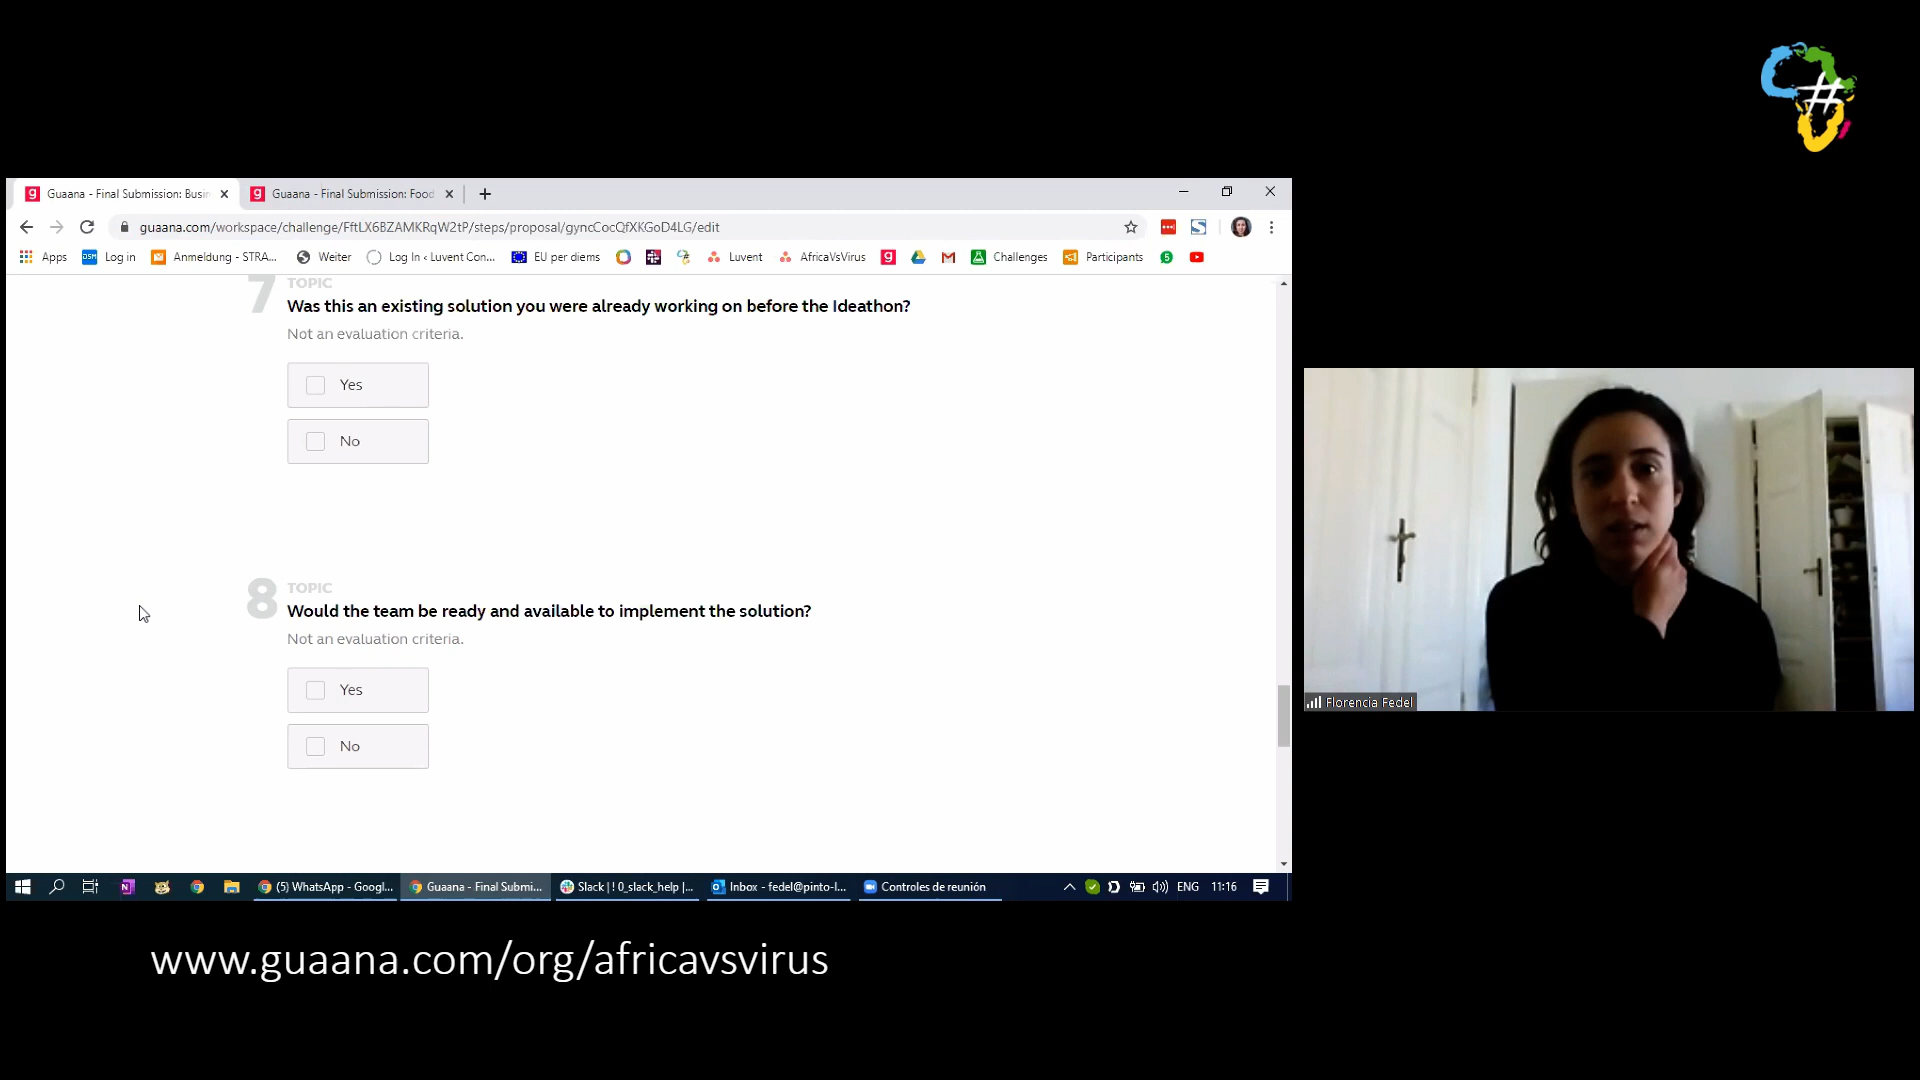 #
Guaana - Final Submission: Busin
Guaana - Final Submission: Food
guaana.com/workspace/challenge/FftLX6BZAMKRqW2tP/steps/proposal/gyncCocQfXKGoD4LG/edit
Apps
Log in
Anmeldung - STRA...
Weiter
Log In ‹ Luvent Con...
EU per diems
Luvent
AfricaVsVirus
Challenges
Participants
7
TOPIC
Was this an existing solution you were already working on before the Ideathon?
Not an evaluation criteria.
Yes
No
8
TOPIC
Would the team be ready and available to implement the solution?
Not an evaluation criteria.
Yes
No
Florencia Fedel
(5) WhatsApp - Googl...
Guaana - Final Submi...
Slack | ! 0_slack_help |...
Inbox - fedel@pinto-l...
Controles de reunión
ENG
11:16
www.guaana.com/org/africavsvirus